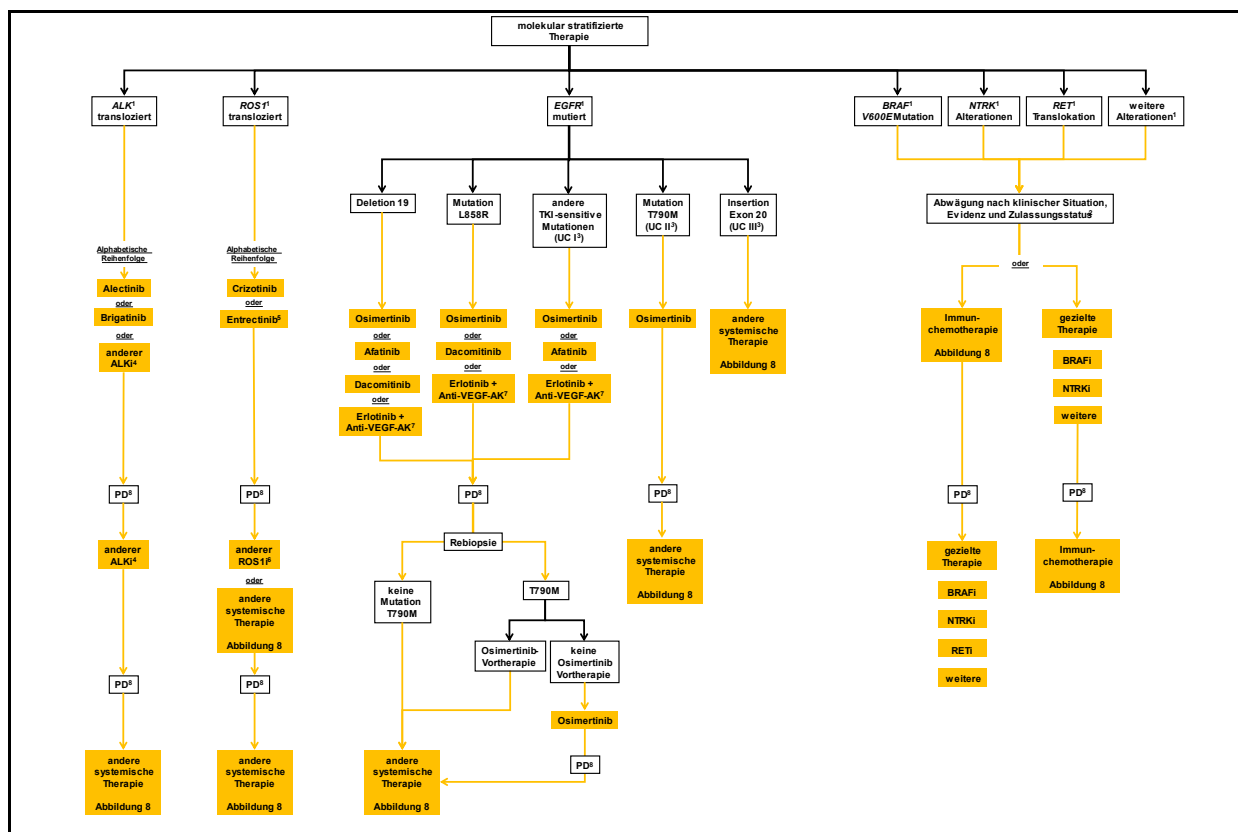 molekular stratifizierte
Therapie
ALK¹
transloziert
ROS1¹
transloziert
EGFR¹
mutiert
BRAF¹
V600E Mutation
NTRK¹
Alterationen
RET¹
Translokation
weitere
Alterationen¹
Deletion 19
Mutation
L858R
andere
TKI-sensitive
Mutationen
(UC I³)
Mutation
T790M
(UC II³)
Insertion
Exon 20
(UC III³)
Abwägung nach klinischer Situation,
Evidenz und Zulassungsstatus²
Alphabetische
Reihenfolge
Alectinib
oder
Brigatinib
oder
anderer
ALKi⁴
PD⁸
anderer
ALKi⁴
PD⁸
andere
systemische
Therapie
Abbildung 8
Alphabetische
Reihenfolge
Crizotinib
oder
Entrectinib⁵
PD⁸
anderer
ROS1i⁶
oder
andere
systemische
Therapie
Abbildung 8
PD⁸
andere
systemische
Therapie
Abbildung 8
Osimertinib
oder
Afatinib
oder
Dacomitinib
oder
Erlotinib +
Anti-VEGF-AK⁷
Osimertinib
oder
Dacomitinib
oder
Erlotinib +
Anti-VEGF-AK⁷
Osimertinib
oder
Afatinib
oder
Erlotinib +
Anti-VEGF-AK⁷
PD⁸
Rebiopsie
keine
Mutation
T790M
T790M
Osimertinib-
Vortherapie
keine
Osimertinib
Vortherapie
Osimertinib
PD⁸
andere
systemische
Therapie
Abbildung 8
Osimertinib
PD⁸
andere
systemische
Therapie
Abbildung 8
andere
systemische
Therapie
Abbildung 8
oder
Immun-
chemotherapie
Abbildung 8
PD⁸
gezielte
Therapie
BRAFi
NTRKi
RETi
weitere
gezielte
Therapie
BRAFi
NTRKi
weitere
PD⁸
Immun-
chemotherapie
Abbildung 8